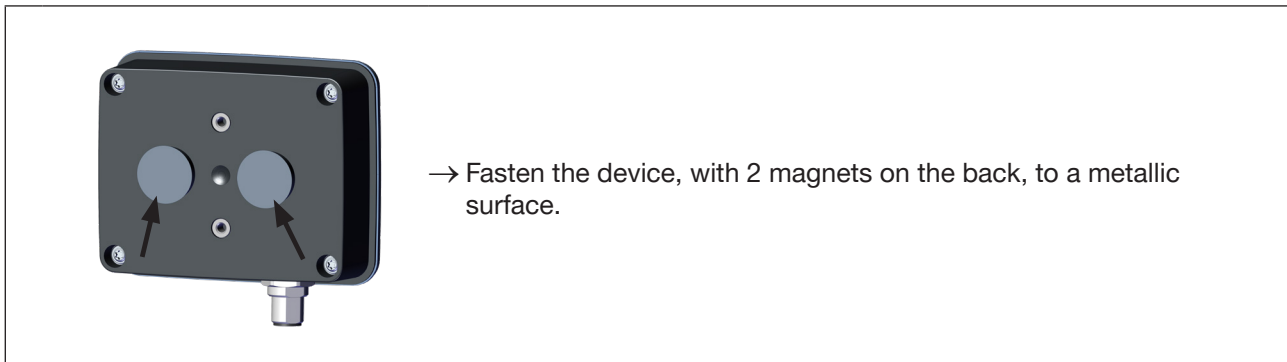 → Fasten the device, with 2 magnets on the back, to a metallic
surface.